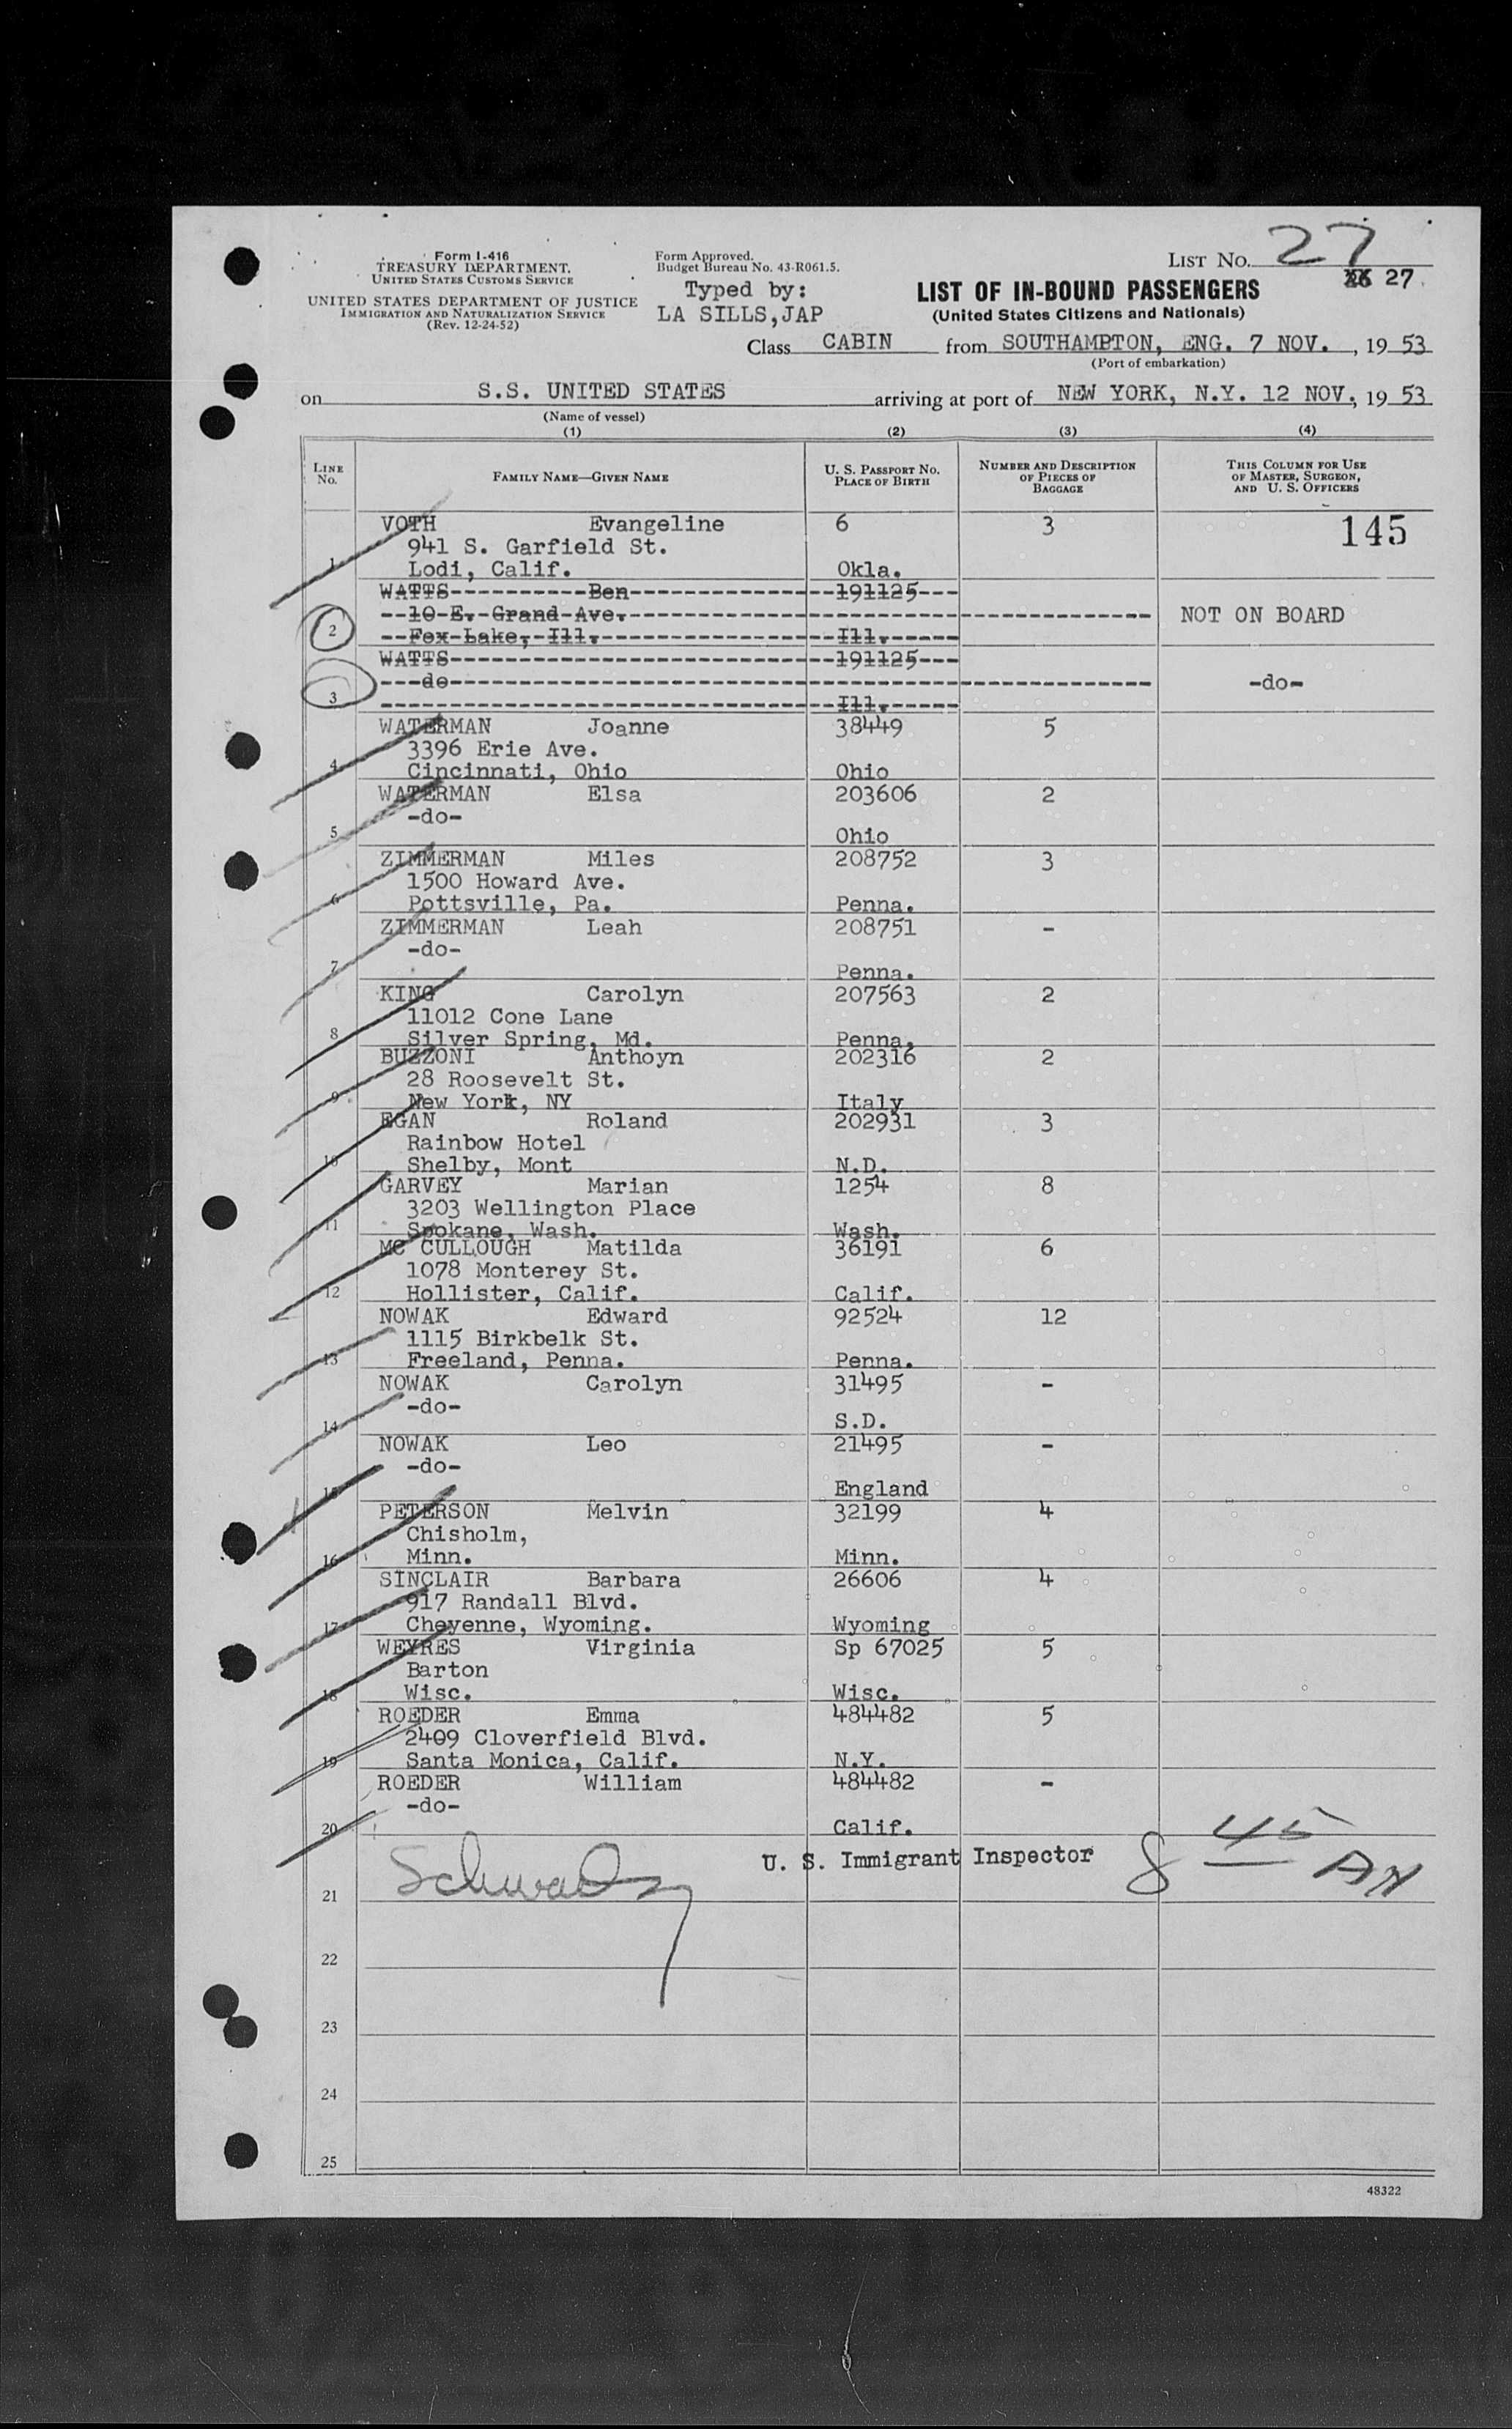 Form I-416
TREASURY DEPARTMENT.
UNITED STATES CUSTOMS SERVICE
UNITED STATES DEPARTMENT OF JUSTICE
IMMIGRATION AND NATURALIZATION SERVICE
(Rev. 12-24-52)
Form Approved.
Budget Bureau No. 43-R061.5.
Typed by:
LA SILLS,JAP
LIST NO. 27
27
LIST OF IN-BOUND PASSENGERS
(United States Citizens and Nationals)
Class CABIN from SOUTHAMPTON, ENG. 7 NOV. , 19 53
(Port of embarkation)
on S.S. UNITED STATES arriving at port of NEW YORK, N.Y. 12 NOV., 19 53
(Name of vessel)
(1) (2) (3) (4)
LINE NO. FAMILY NAME—GIVEN NAME U. S. PASSPORT NO. PLACE OF BIRTH NUMBER AND DESCRIPTION OF PIECES OF BAGGAGE THIS COLUMN FOR USE OF MASTER, SURGEON, AND U. S. OFFICERS
VOTH Evangeline 6 3 145
941 S. Garfield St.
1 Lodi, Calif. Okla.
WATTS----------Ben---------------191125---
--10-E.-Grand-Ave.- NOT ON BOARD
2 --Fox-Lake,-Ill.- --Ill.-----
WATTS--------------191125---
---do--- -do-
3 --Ill.-----
WATERMAN Joanne 38449 5
3396 Erie Ave.
4 Cincinnati, Ohio Ohio
WATERMAN Elsa 203606 2
-do-
5 Ohio
ZIMMERMAN Miles 208752 3
1500 Howard Ave.
6 Pottsville, Pa. Penna.
ZIMMERMAN Leah 208751 -
-do-
7 Penna.
KING Carolyn 207563 2
11012 Cone Lane
8 Silver Spring, Md. Penna.
BUZZONI Anthoyn 202316 2
28 Roosevelt St.
9 New York, NY Italy
EGAN Roland 202931 3
Rainbow Hotel
10 Shelby, Mont N.D.
GARVEY Marian 1254 8
3203 Wellington Place
11 Spokane, Wash. Wash.
MC CULLOUGH Matilda 36191 6
1078 Monterey St.
12 Hollister, Calif. Calif.
NOWAK Edward 92524 12
1115 Birkbelk St.
13 Freeland, Penna. Penna.
NOWAK Carolyn 31495 -
-do-
14 S.D.
NOWAK Leo 21495 -
-do-
15 England
PETERSON Melvin 32199 4
Chisholm,
16 Minn. Minn.
SINCLAIR Barbara 26606 4
917 Randall Blvd.
17 Cheyenne, Wyoming. Wyoming
WEYRES Virginia Sp 67025 5
Barton
18 Wisc. Wisc.
ROEDER Emma 484482 5
2409 Cloverfield Blvd.
19 Santa Monica, Calif. N.Y.
ROEDER William 484482 -
-do-
20 Calif.
U. S. Immigrant Inspector 8 45 AM
21
22
23
24
25
48322